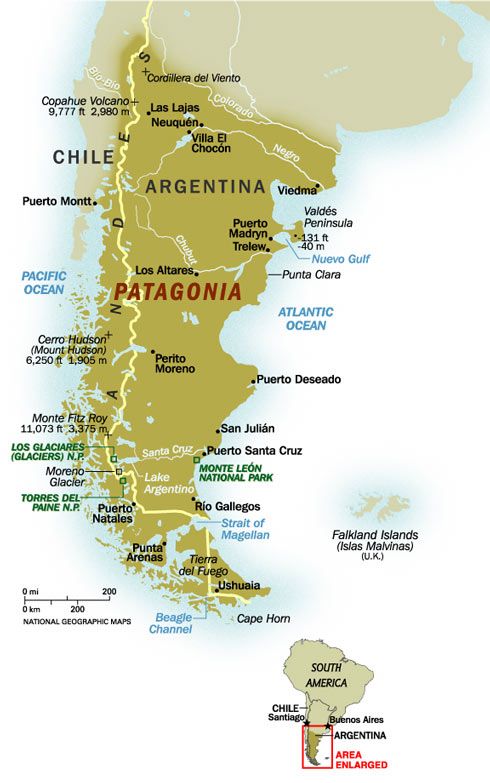 Cordillera del Viento
Bío-Bío
Copahue Volcano
9,777 ft 2,980 m
Las Lajas
Colorado
Neuquén
Villa El
Chocón
CHILE
Negro
ARGENTINA
Viedma
Puerto Montt
Valdés
Peninsula
Puerto
Madryn
-131 ft
-40 m
Trelew
Chubut
Nuevo Gulf
Los Altares
Punta Clara
PACIFIC
OCEAN
PATAGONIA
ATLANTIC
OCEAN
ANDES
Cerro Hudson
(Mount Hudson)
6,250 ft 1,905 m
Perito
Moreno
Puerto Deseado
Monte Fitz Roy
11,073 ft 3,375 m
San Julián
LOS GLACIARES
(GLACIERS) N.P.
Santa Cruz
Puerto Santa Cruz
Moreno
Glacier
MONTE LEÓN
NATIONAL PARK
Lake
Argentino
TORRES DEL
PAINE N.P.
Puerto
Natales
Río Gallegos
Strait of
Magellan
Falkland Islands
(Islas Malvinas)
(U.K.)
Punta
Arenas
Tierra
del Fuego
Ushuaia
0 mi 200
0 km 200
NATIONAL GEOGRAPHIC MAPS
Beagle
Channel
Cape Horn
SOUTH
AMERICA
CHILE
Santiago
Buenos Aires
ARGENTINA
AREA
ENLARGED